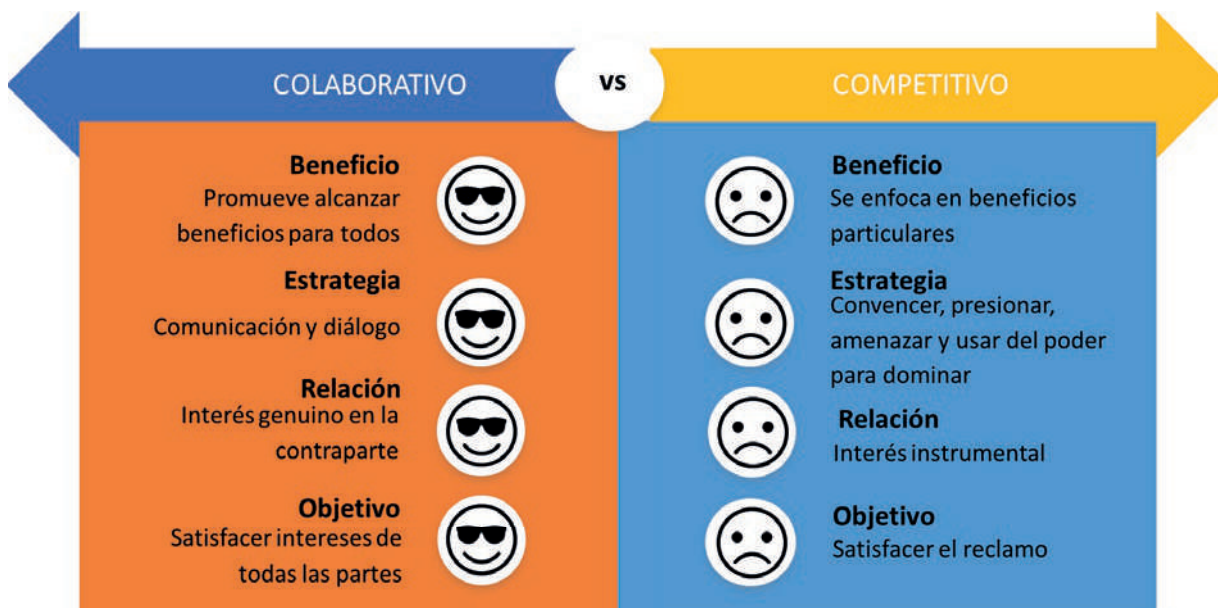 COLABORATIVO
vs
COMPETITIVO
Beneficio
Promueve alcanzar
beneficios para todos
Estrategia
Comunicación y diálogo
Relación
Interés genuino en la
contraparte
Objetivo
Satisfacer intereses de
todas las partes
Beneficio
Se enfoca en beneficios
particulares
Estrategia
Convencer, presionar,
amenazar y usar del poder
para dominar
Relación
Interés instrumental
Objetivo
Satisfacer el reclamo